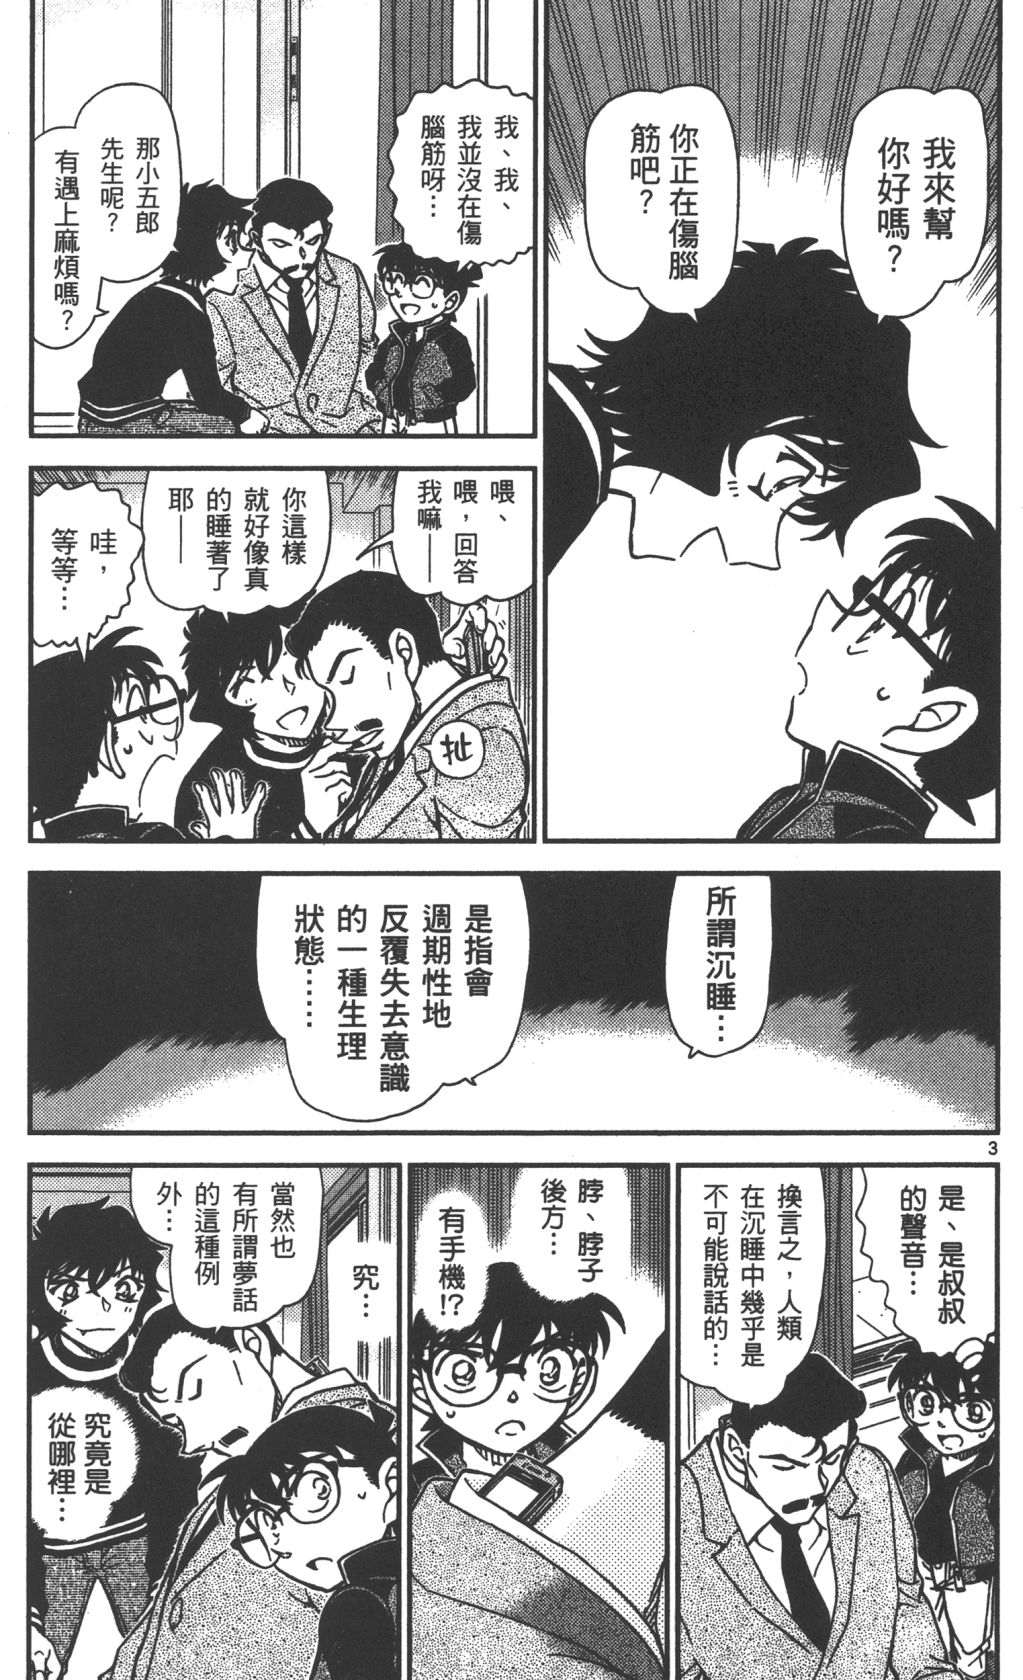 我來幫
你好嗎？
你正在傷腦
筋吧？
我、我、
我並沒在傷
腦筋呀…
那小五郎
先生呢？
有遇上麻煩嗎？
喂、
喂，回答
我嘛—
你這樣
就好像真
的睡著了
耶—
哇，
等等…
扯
所謂沉睡…
是指會
週期性地
反覆失去意識
的一種生理
狀態……
3
是、是叔叔
的聲音…
換言之，人類
在沉睡中幾乎是
不可能說話的…
脖、脖子
後方…
有手機!?
究…
當然也
有所謂夢話
的這種例
外…
究竟是
從哪裡…